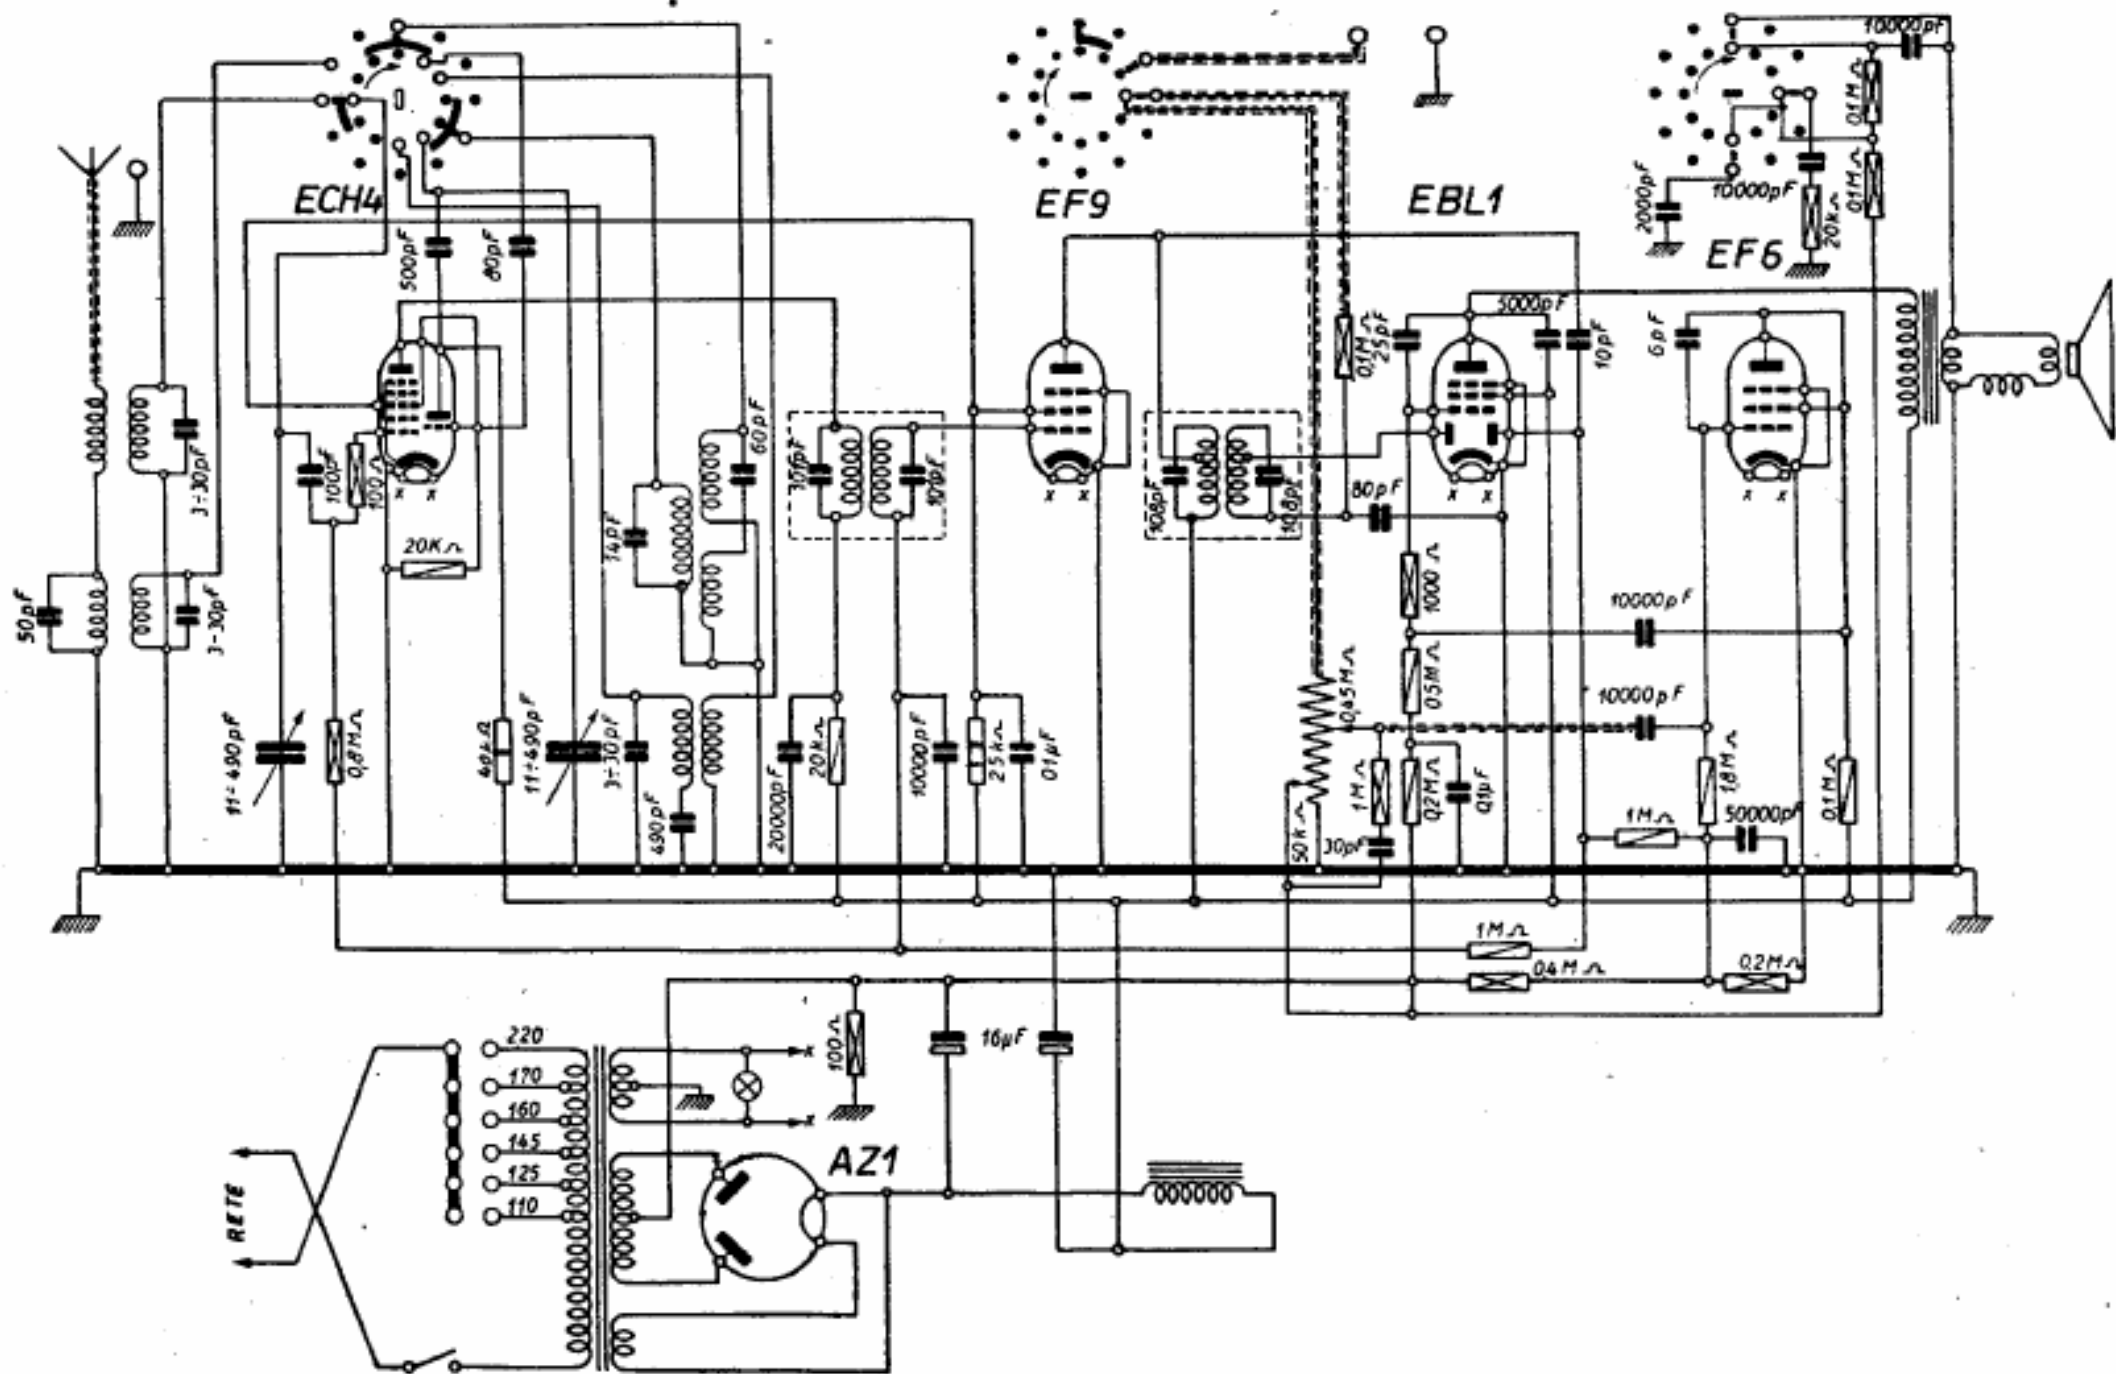 10000pF
0,1MΩ
ECH4
EF9
EBL1
2000pF
10000pF
20kΩ
0,1MΩ
EF6
500pF
80pF
0,1MΩ
25pF
5000pF
10pF
6pF
3÷30pF
100pF
100Ω
60pF
14pF
108pF
108pF
80pF
20KΩ
50pF
3-30pF
1000Ω
10000pF
0,45MΩ
0,5MΩ
10000pF
11÷490pF
0,8MΩ
11÷490pF
3÷30pF
490pF
20000pF
20kΩ
10000pF
25kΩ
01µF
50kΩ
1MΩ
30pF
0,2MΩ
0,1µF
1MΩ
1,8MΩ
50000pF
0,1MΩ
1MΩ
0,4MΩ
0,2MΩ
x x
x x
x x
x x
220
170
160
145
125
110
RETE
x
x
100Ω
16µF
AZ1